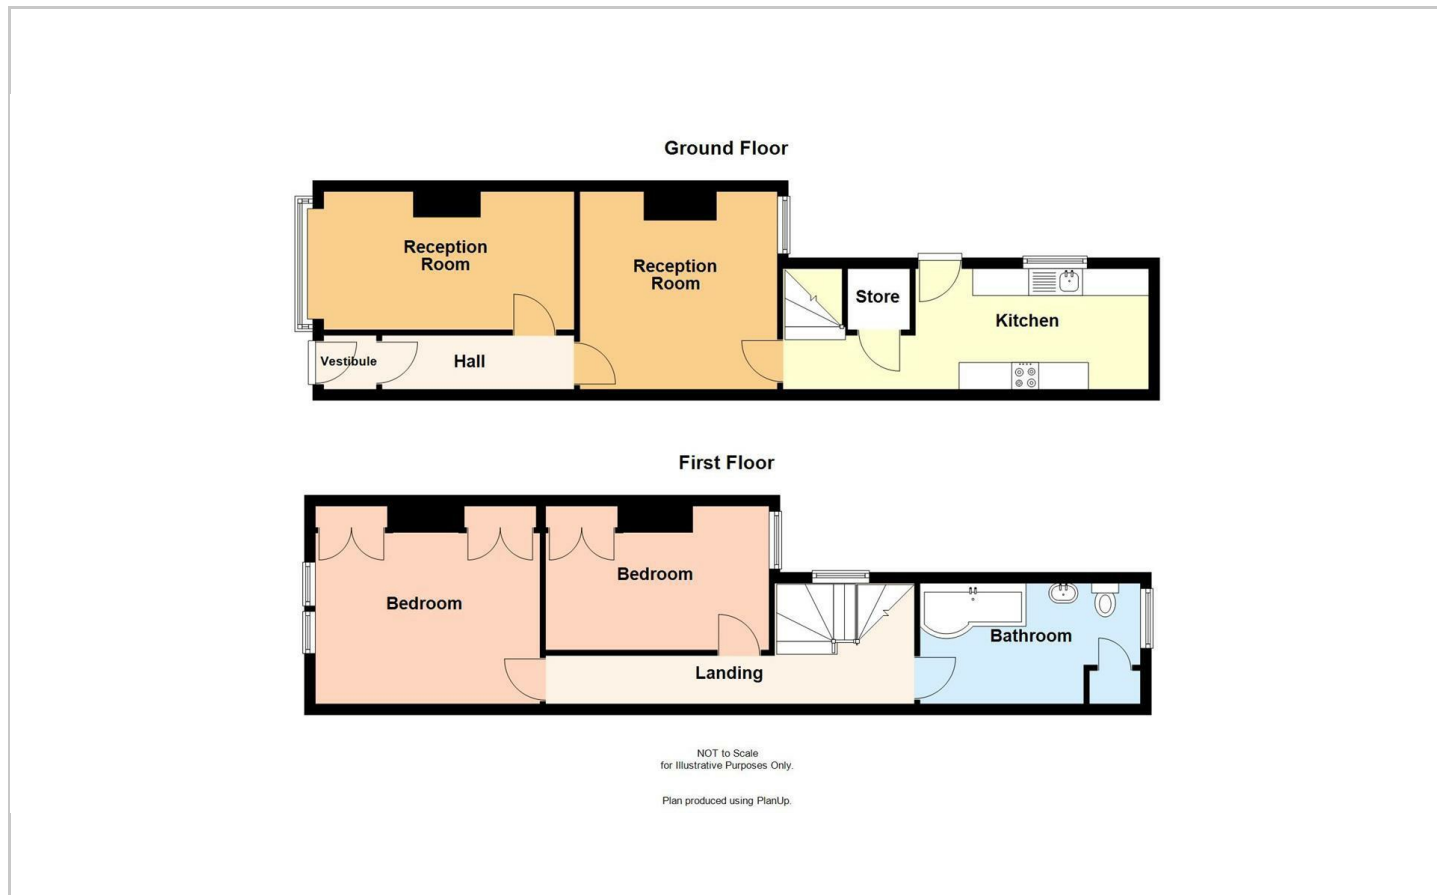 Ground Floor
Reception
Room
Reception
Room
Store
Kitchen
Vestibule
Hall
First Floor
Bedroom
Bedroom
Bathroom
Landing
NOT to Scale
for Illustrative Purposes Only.
Plan produced using PlanUp.